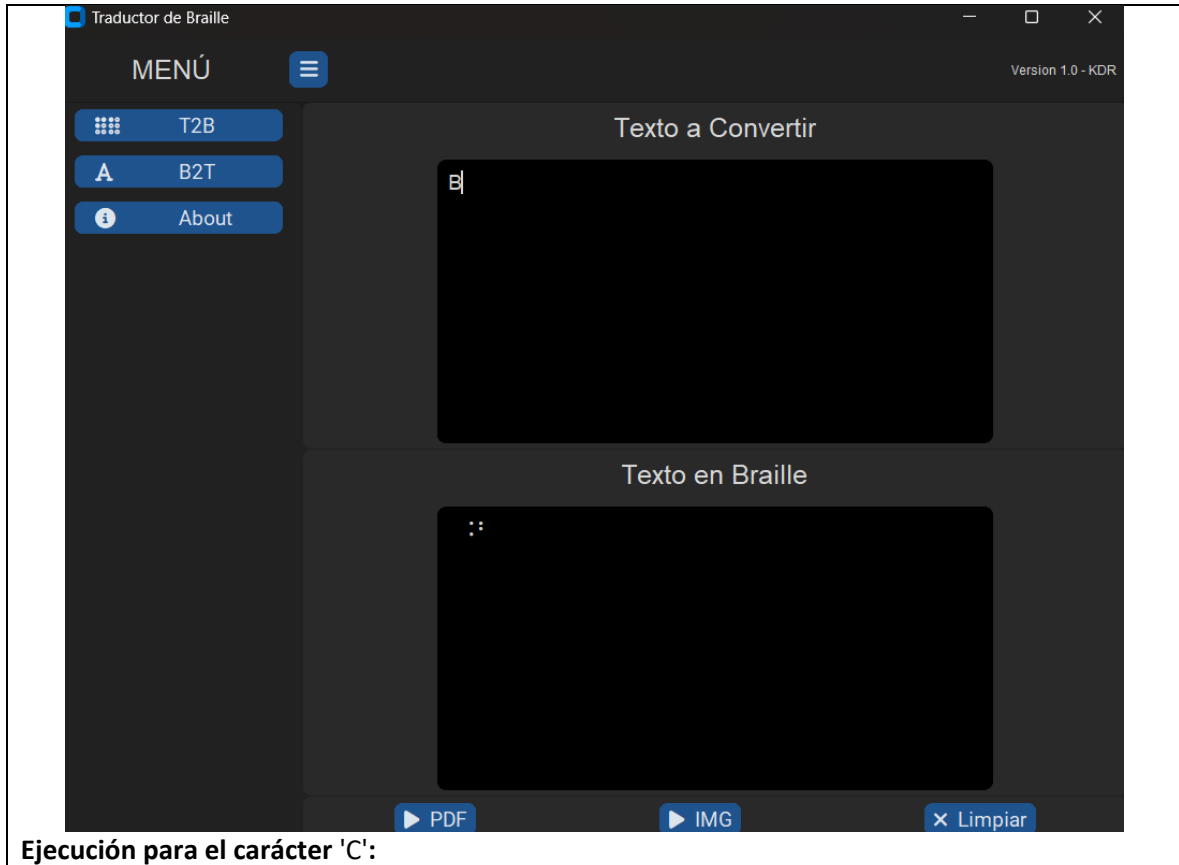 Traductor de Braille
MENÚ
Version 1.0 - KDR
T2B
B2T
About
Texto a Convertir
B
Texto en Braille
⠨⠃
PDF
IMG
Limpiar
Ejecución para el carácter 'C':